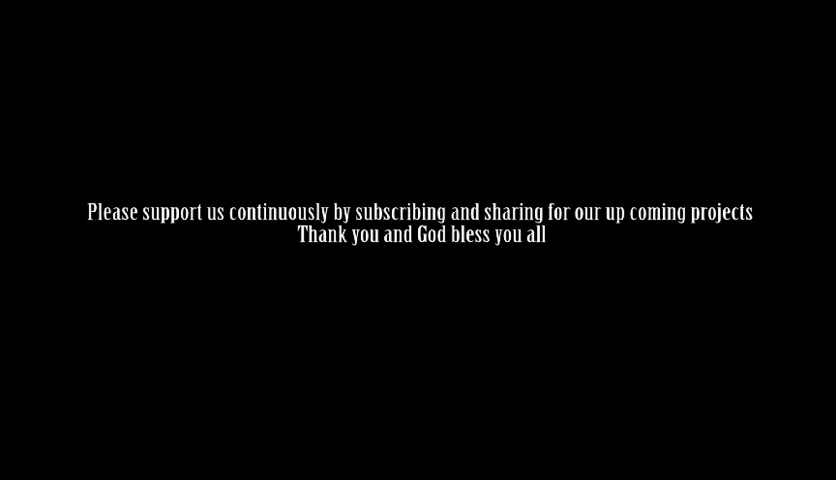 Please support us continuously by subscribing and sharing for our up coming projects
Thank you and God bless you all